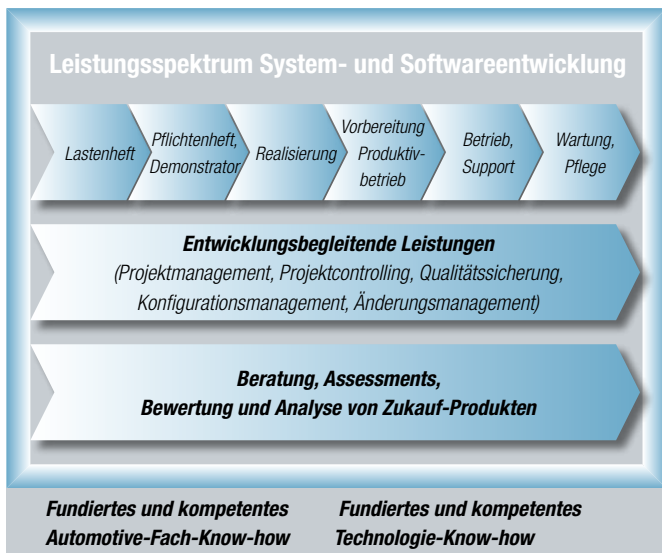 Leistungsspektrum System- und Softwareentwicklung
Lastenheft
Pflichtenheft,
Demonstrator
Realisierung
Vorbereitung
Produktiv-
betrieb
Betrieb,
Support
Wartung,
Pflege
Entwicklungsbegleitende Leistungen
(Projektmanagement, Projektcontrolling, Qualitätssicherung,
Konfigurationsmanagement, Änderungsmanagement)
Beratung, Assessments,
Bewertung und Analyse von Zukauf-Produkten
Fundiertes und kompetentes
Automotive-Fach-Know-how
Fundiertes und kompetentes
Technologie-Know-how